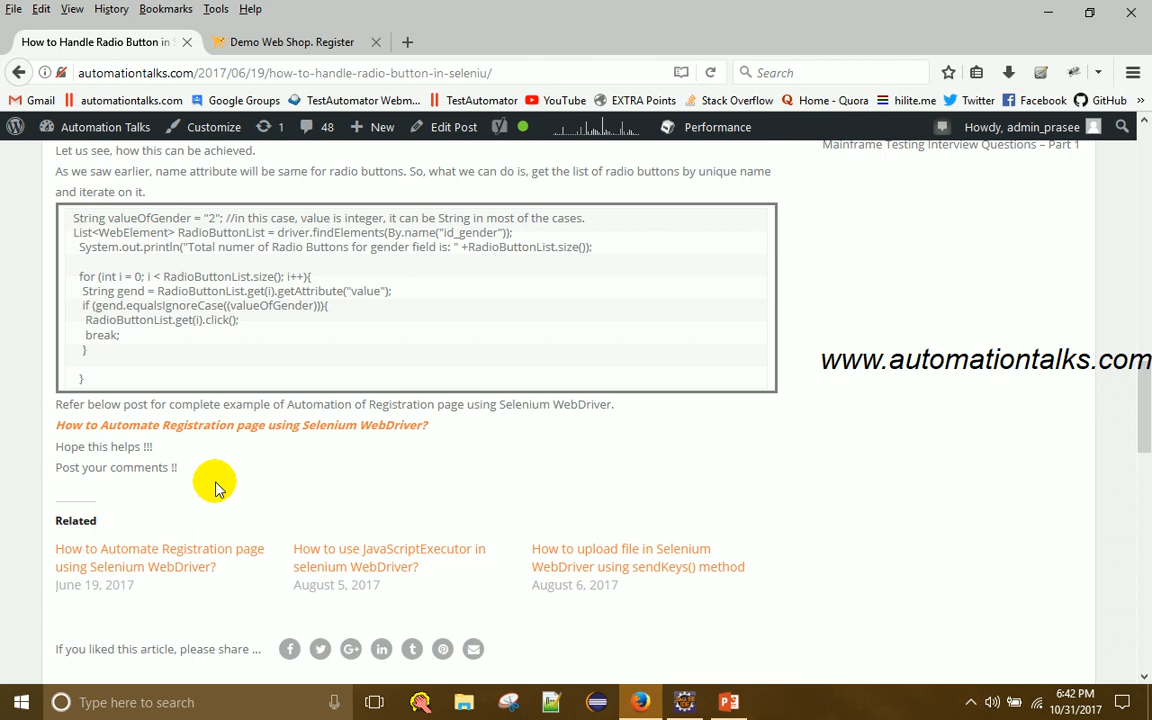 File Edit View History Bookmarks Tools Help
How to Handle Radio Button in S
Demo Web Shop. Register
automationtalks.com/2017/06/19/how-to-handle-radio-button-in-seleniu/
Search
Gmail automationtalks.com Google Groups TestAutomator Webm... TestAutomator YouTube EXTRA Points Stack Overflow Home - Quora hilite.me Twitter Facebook GitHub »
Automation Talks Customize 1 48 New Edit Post Performance Howdy, admin_prasee
Mainframe Testing Interview Questions – Part 1
Let us see, how this can be achieved.
As we saw earlier, name attribute will be same for radio buttons. So, what we can do is, get the list of radio buttons by unique name
and iterate on it.
String valueOfGender = "2"; //in this case, value is integer, it can be String in most of the cases.
List<WebElement> RadioButtonList = driver.findElements(By.name("id_gender"));
System.out.println("Total numer of Radio Buttons for gender field is: " +RadioButtonList.size());
for (int i = 0; i < RadioButtonList.size(); i++){
String gend = RadioButtonList.get(i).getAttribute("value");
if (gend.equalsIgnoreCase((valueOfGender))){
RadioButtonList.get(i).click();
break;
}
}
www.automationtalks.com
Refer below post for complete example of Automation of Registration page using Selenium WebDriver.
How to Automate Registration page using Selenium WebDriver?
Hope this helps !!!
Post your comments !!
Related
How to Automate Registration page
using Selenium WebDriver?
June 19, 2017
How to use JavaScriptExecutor in
selenium WebDriver?
August 5, 2017
How to upload file in Selenium
WebDriver using sendKeys() method
August 6, 2017
If you liked this article, please share ...
Type here to search
6:42 PM
10/31/2017